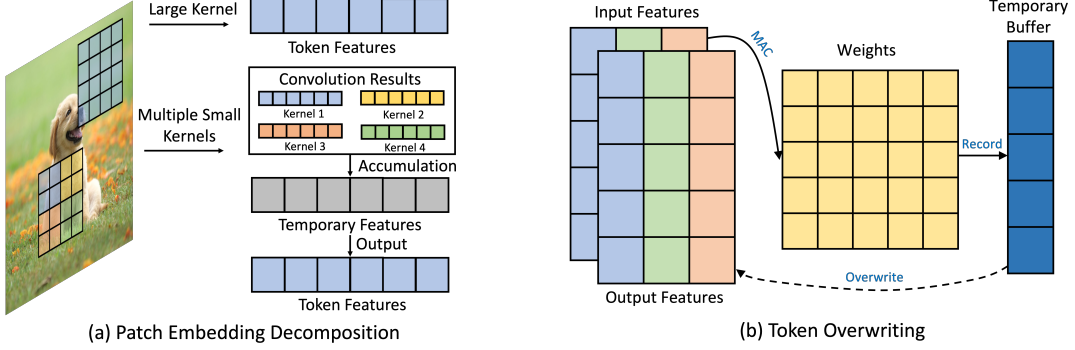 Large Kernel
Token Features
Multiple Small
Kernels
Convolution Results
Kernel 1
Kernel 2
Kernel 3
Kernel 4
Accumulation
Temporary Features
Output
Token Features
(a) Patch Embedding Decomposition
Input Features
MAC
Weights
Temporary
Buffer
Record
Overwrite
Output Features
(b) Token Overwriting